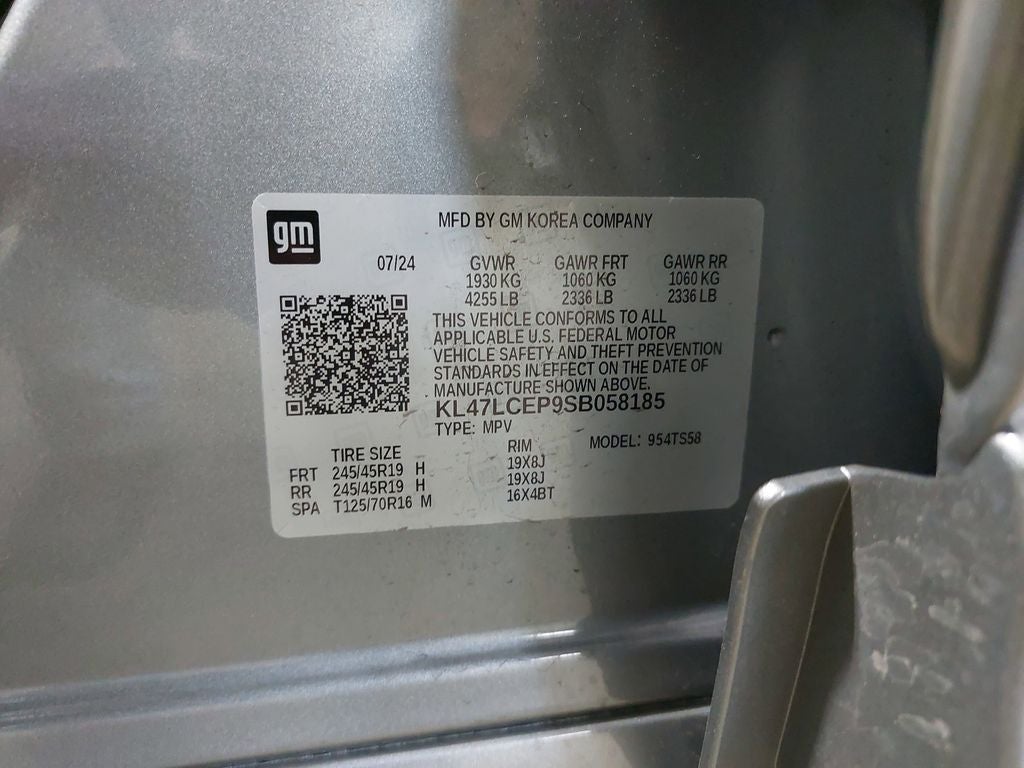 gm
MFD BY GM KOREA COMPANY
07/24 GVWR GAWR FRT GAWR RR
1930 KG 1060 KG 1060 KG
4255 LB 2336 LB 2336 LB
THIS VEHICLE CONFORMS TO ALL
APPLICABLE U.S. FEDERAL MOTOR
VEHICLE SAFETY AND THEFT PREVENTION
STANDARDS IN EFFECT ON THE DATE OF
MANUFACTURE SHOWN ABOVE.
KL47LCEP9SB058185
TYPE: MPV MODEL: 954TS58
TIRE SIZE RIM
FRT 245/45R19 H 19X8J
RR 245/45R19 H 19X8J
SPA T125/70R16 M 16X4BT